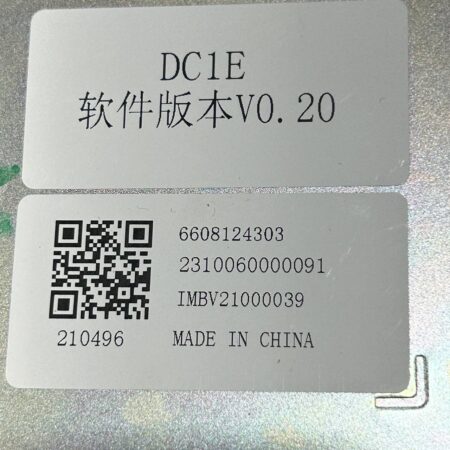 DC1E
软件版本V0.20
6608124303
2310060000091
IMBV21000039
210496 MADE IN CHINA